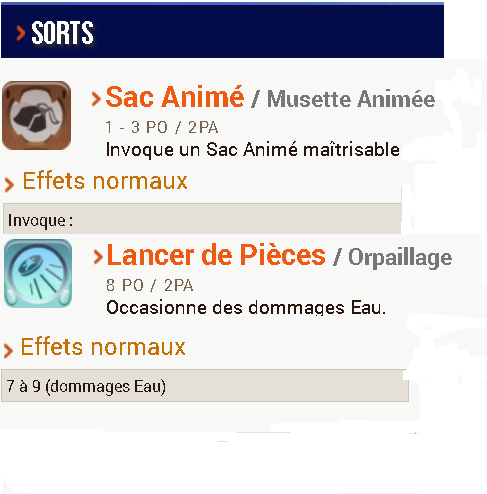 SORTS
Sac Animé / Musette Animée
1 - 3 PO / 2PA
Invoque un Sac Animé maîtrisable
Effets normaux
Invoque :
Lancer de Pièces / Orpaillage
8 PO / 2PA
Occasionne des dommages Eau.
Effets normaux
7 à 9 (dommages Eau)